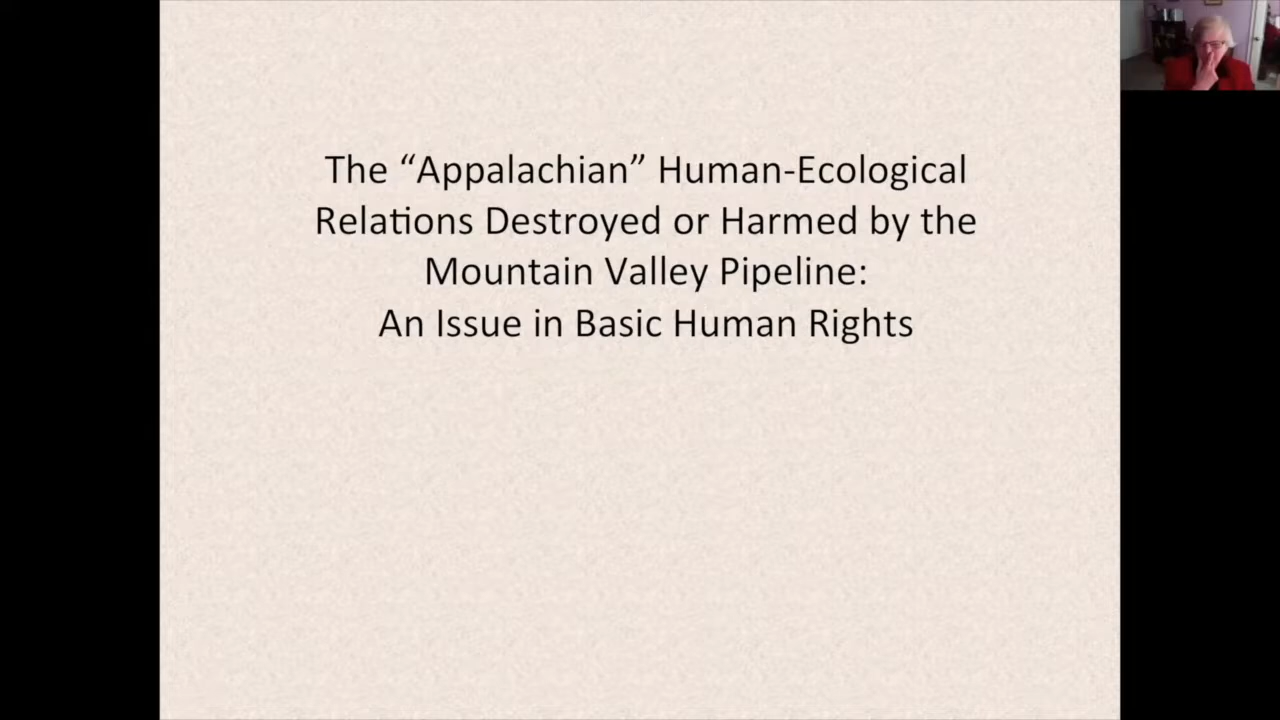 The “Appalachian” Human-Ecological
Relations Destroyed or Harmed by the
Mountain Valley Pipeline:
An Issue in Basic Human Rights